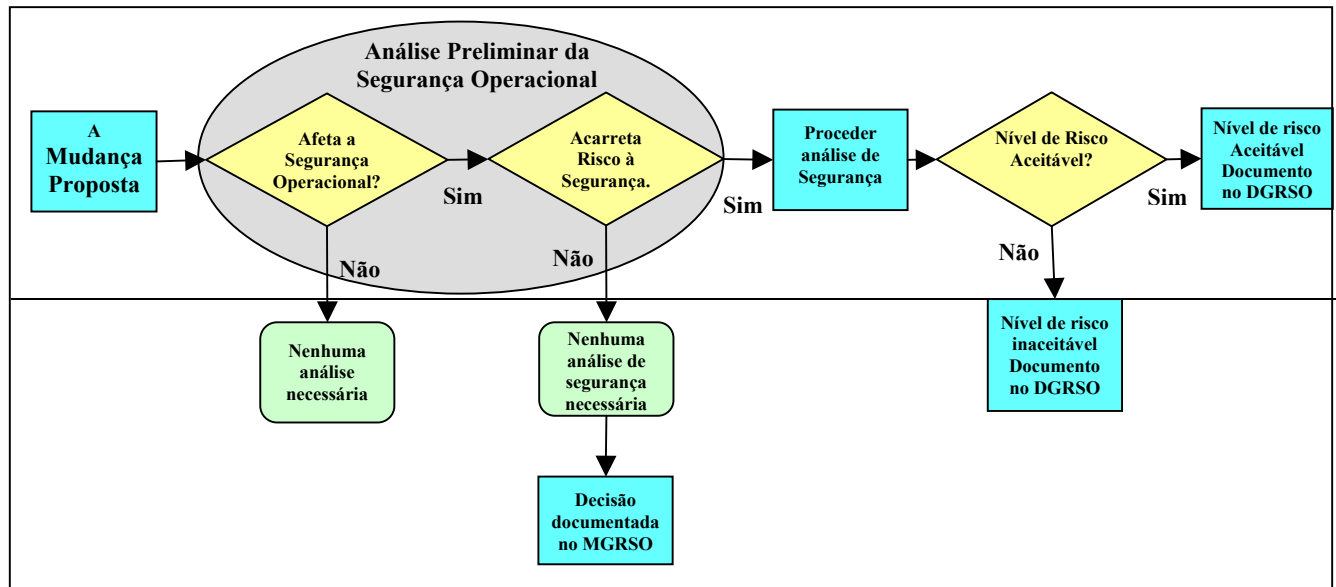 Análise Preliminar da
Segurança Operacional
A
Mudança
Proposta
Afeta a
Segurança
Operacional?
Sim
Acarreta
Risco à
Segurança.
Sim
Proceder
análise de
Segurança
Nível de Risco
Aceitável?
Sim
Nível de risco
Aceitável
Documento
no DGRSO
Não
Não
Não
Nenhuma
análise
necessária
Nenhuma
análise de
segurança
necessária
Nível de risco
inaceitável
Documento
no DGRSO
Decisão
documentada
no MGRSO